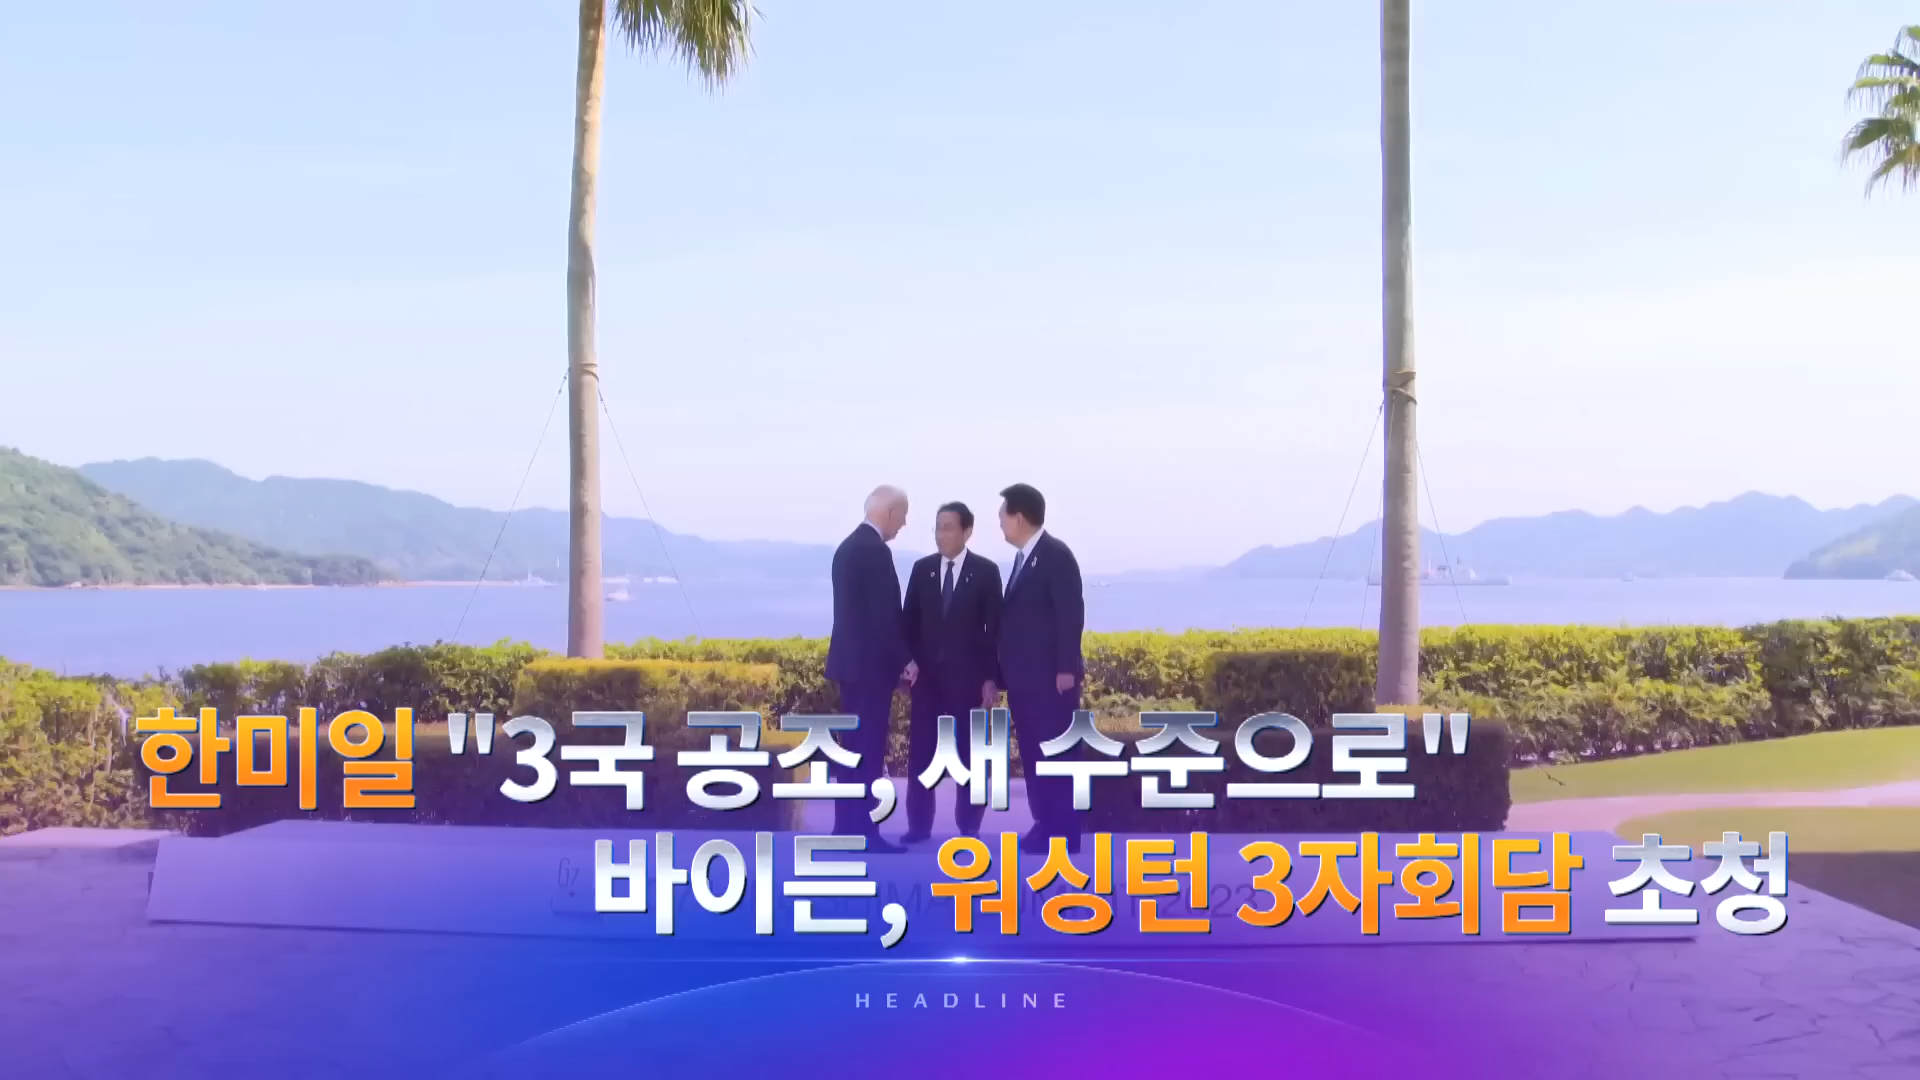 한미일 "3국 공조, 새 수준으로"
바이든, 워싱턴 3자회담 초청
HEADLINE